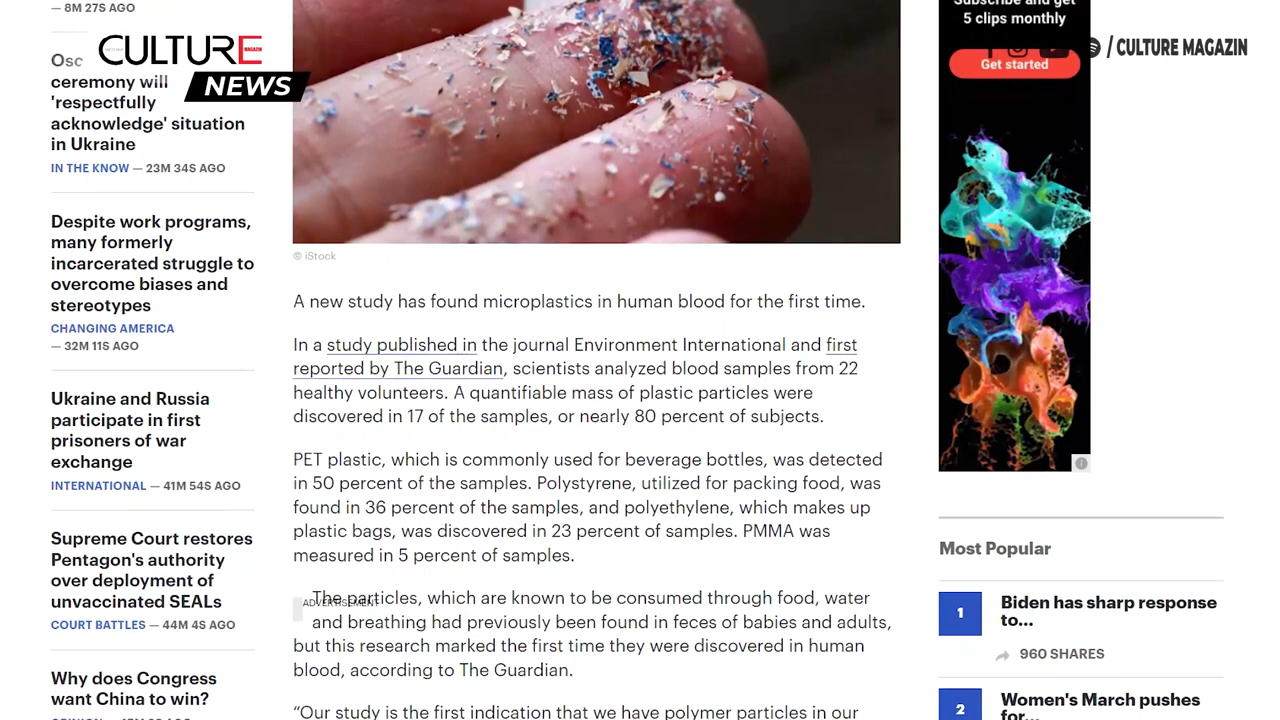 — 8M 27S AGO
Osc
ceremony will
'respectfully
acknowledge' situation
in Ukraine
IN THE KNOW — 23M 34S AGO
Despite work programs,
many formerly
incarcerated struggle to
overcome biases and
stereotypes
CHANGING AMERICA
— 32M 11S AGO
Ukraine and Russia
participate in first
prisoners of war
exchange
INTERNATIONAL — 41M 54S AGO
Supreme Court restores
Pentagon's authority
over deployment of
unvaccinated SEALs
COURT BATTLES — 44M 4S AGO
Why does Congress
want China to win?
CULTURE
MAGAZIN
NEWS
© iStock
A new study has found microplastics in human blood for the first time.
In a study published in the journal Environment International and first
reported by The Guardian, scientists analyzed blood samples from 22
healthy volunteers. A quantifiable mass of plastic particles were
discovered in 17 of the samples, or nearly 80 percent of subjects.
PET plastic, which is commonly used for beverage bottles, was detected
in 50 percent of the samples. Polystyrene, utilized for packing food, was
found in 36 percent of the samples, and polyethylene, which makes up
plastic bags, was discovered in 23 percent of samples. PMMA was
measured in 5 percent of samples.
ADVERTISEMENT
The particles, which are known to be consumed through food, water
and breathing had previously been found in feces of babies and adults,
but this research marked the first time they were discovered in human
blood, according to The Guardian.
“Our study is the first indication that we have polymer particles in our
Subscribe and get
5 clips monthly
Get started
/ CULTURE MAGAZIN
Most Popular
1
Biden has sharp response
to...
960 SHARES
2
Women's March pushes
for...